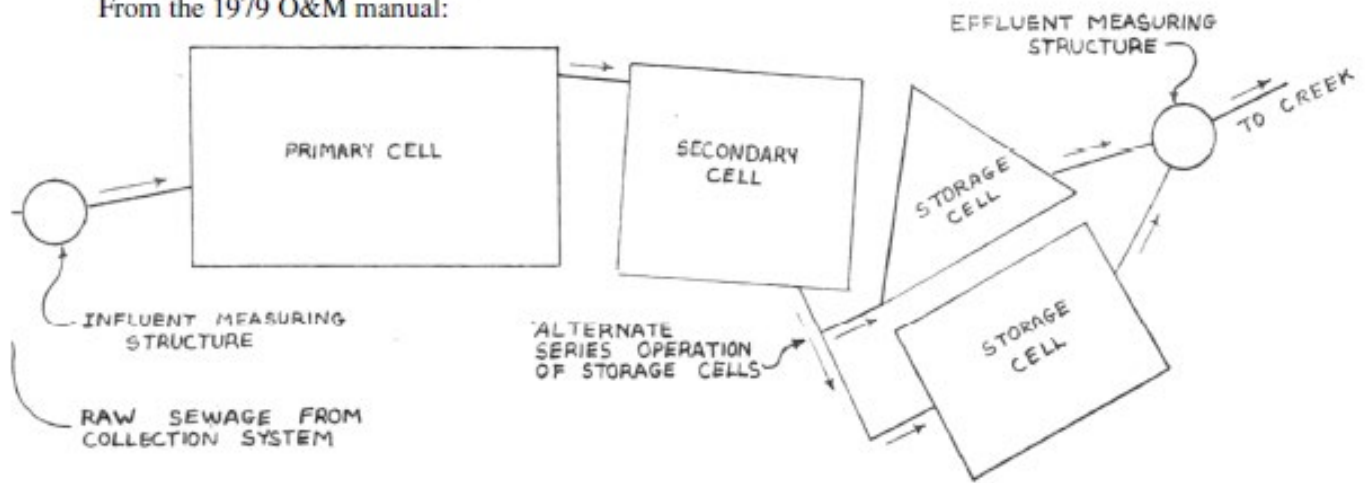 From the 1979 O&M manual:
EFFLUENT MEASURING
STRUCTURE
TO CREEK
PRIMARY CELL
SECONDARY
CELL
STORAGE
CELL
INFLUENT MEASURING
STRUCTURE
ALTERNATE
SERIES OPERATION
OF STORAGE CELLS
STORAGE
CELL
RAW SEWAGE FROM
COLLECTION SYSTEM